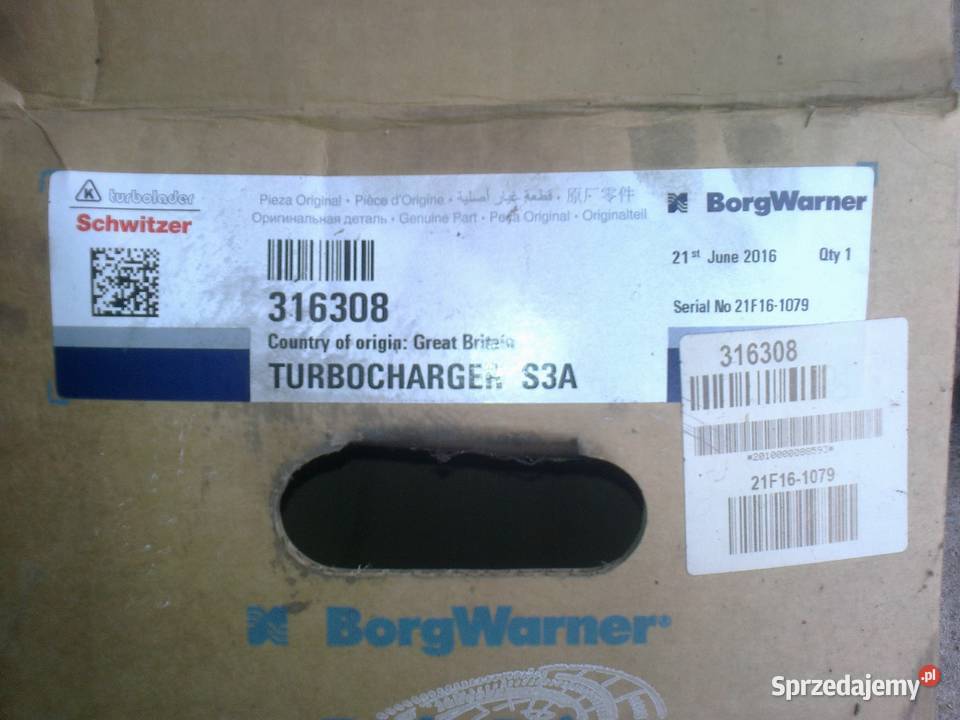 K turbolader
Schwitzer
Pieza Original · Pièce d'Origine · قطعة غيار أصلية · 原厂零件
Оригинальная деталь · Genuine Part · Peça Original · Originalteil
BorgWarner
21st June 2016 Qty 1
316308
Serial No 21F16-1079
Country of origin: Great Britain
TURBOCHARGER S3A
316308
*2010000088593*
21F16-1079
BorgWarner
Sprzedajemy.pl